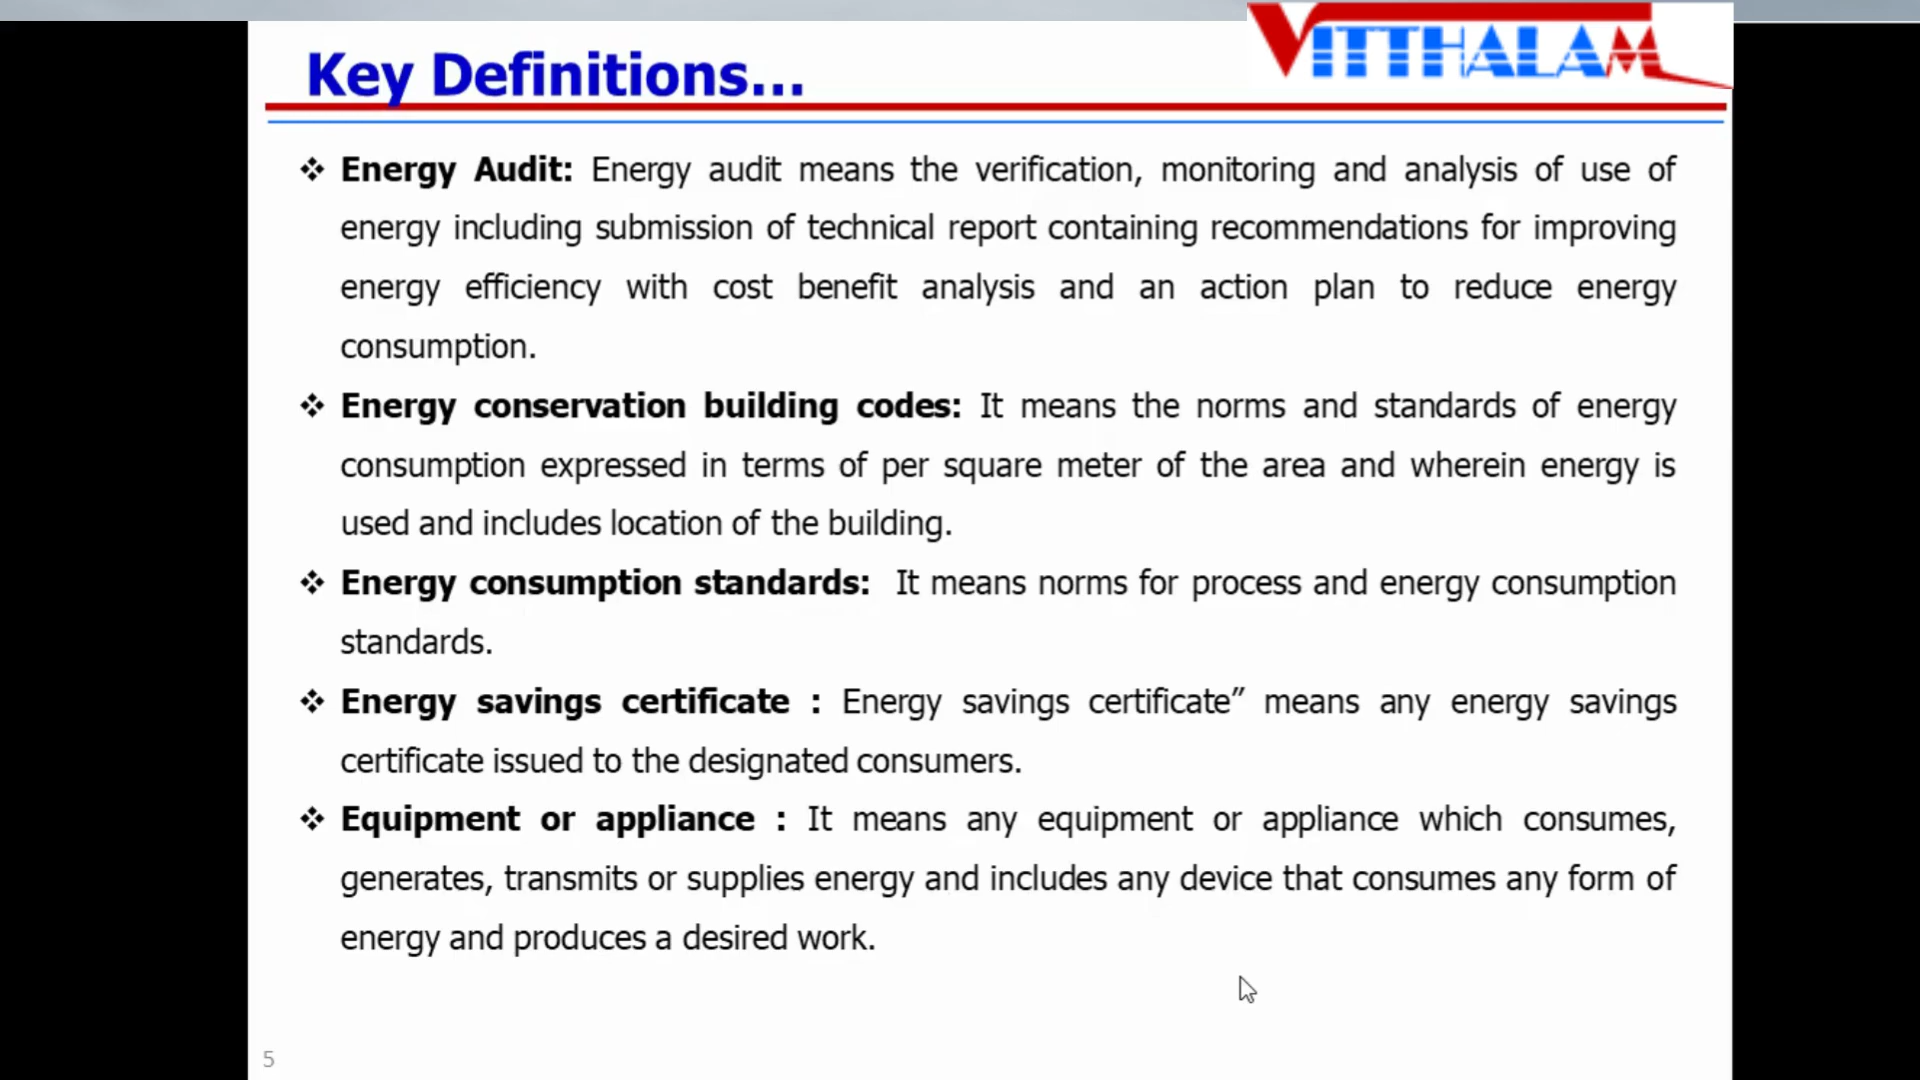 VITTHALAM
Key Definitions...
❖ Energy Audit: Energy audit means the verification, monitoring and analysis of use of
energy including submission of technical report containing recommendations for improving
energy efficiency with cost benefit analysis and an action plan to reduce energy
consumption.
❖ Energy conservation building codes: It means the norms and standards of energy
consumption expressed in terms of per square meter of the area and wherein energy is
used and includes location of the building.
❖ Energy consumption standards: It means norms for process and energy consumption
standards.
❖ Energy savings certificate : Energy savings certificate” means any energy savings
certificate issued to the designated consumers.
❖ Equipment or appliance : It means any equipment or appliance which consumes,
generates, transmits or supplies energy and includes any device that consumes any form of
energy and produces a desired work.
5